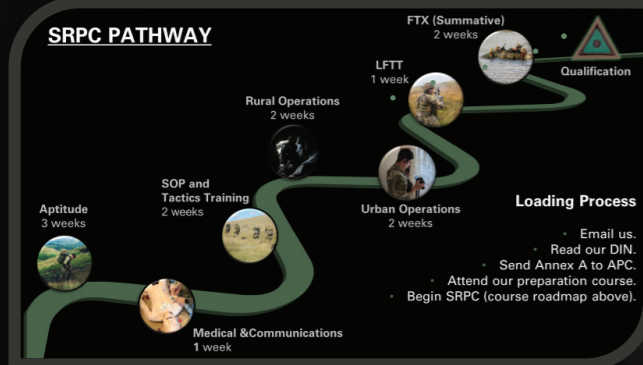 SRPC PATHWAY
Aptitude
3 weeks
Medical &Communications
1 week
SOP and
Tactics Training
2 weeks
Rural Operations
2 weeks
Urban Operations
2 weeks
LFTT
1 week
FTX (Summative)
2 weeks
Qualification
Loading Process
• Email us.
• Read our DIN.
• Send Annex A to APC.
• Attend our preparation course.
• Begin SRPC (course roadmap above).